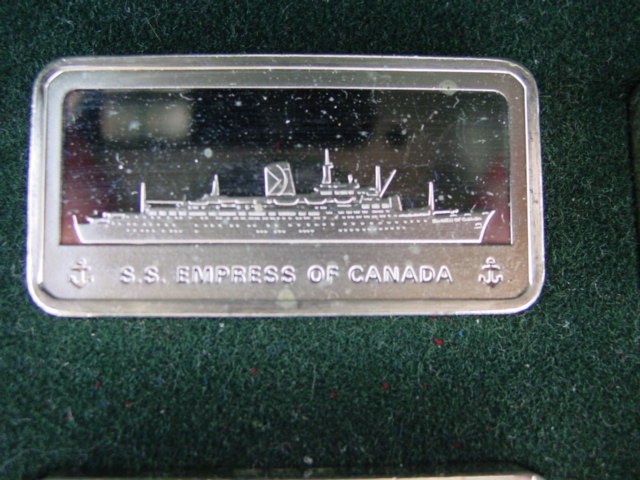 S.S. EMPRESS OF CANADA